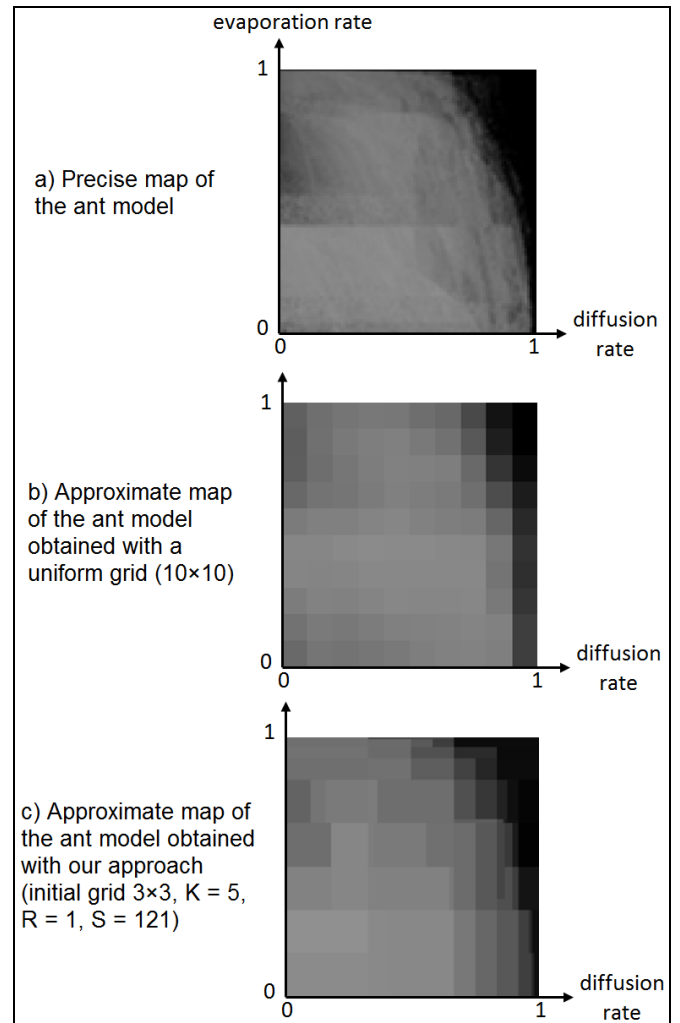 evaporation rate
1
a) Precise map of
the ant model
0
0
1
diffusion
rate
1
b) Approximate map
of the ant model
obtained with a
uniform grid (10×10)
0
0
1
diffusion
rate
1
c) Approximate map of
the ant model obtained
with our approach
(initial grid 3×3, K = 5,
R = 1, S = 121)
0
0
1
diffusion
rate